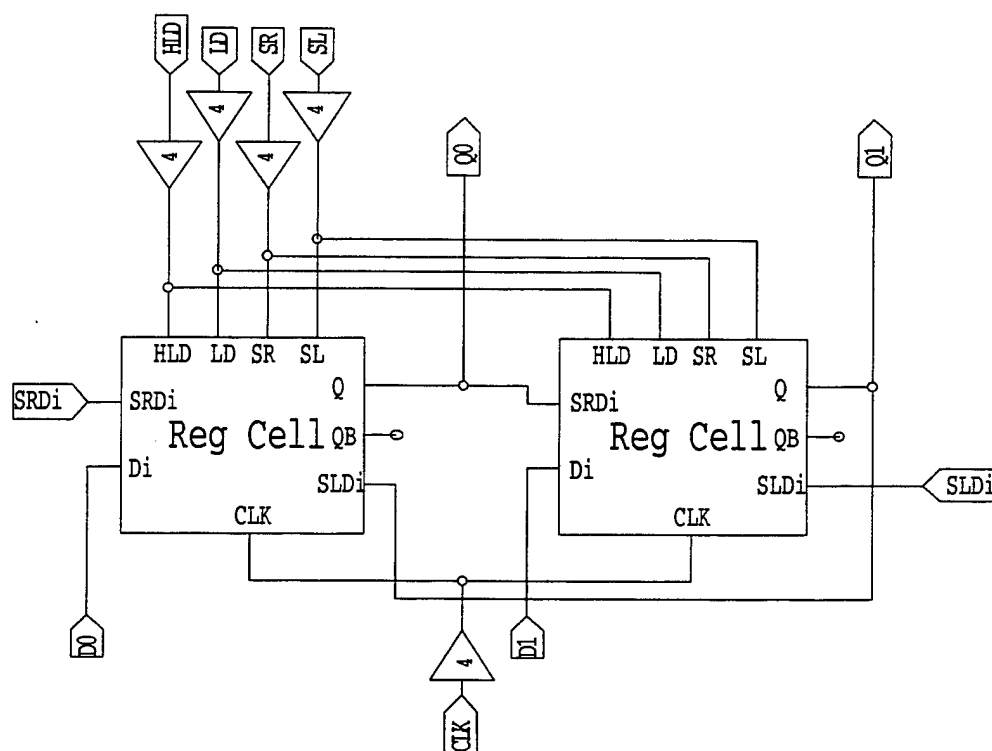 HLD LD SR SL
4 4
4 4
Q0 Q1
HLD LD SR SL HLD LD SR SL
Q Q
SRDi SRDi SRDi
Reg Cell QB Reg Cell QB
Di Di
SLDi SLDi SLDi
CLK CLK
D0 D1
4
CLK